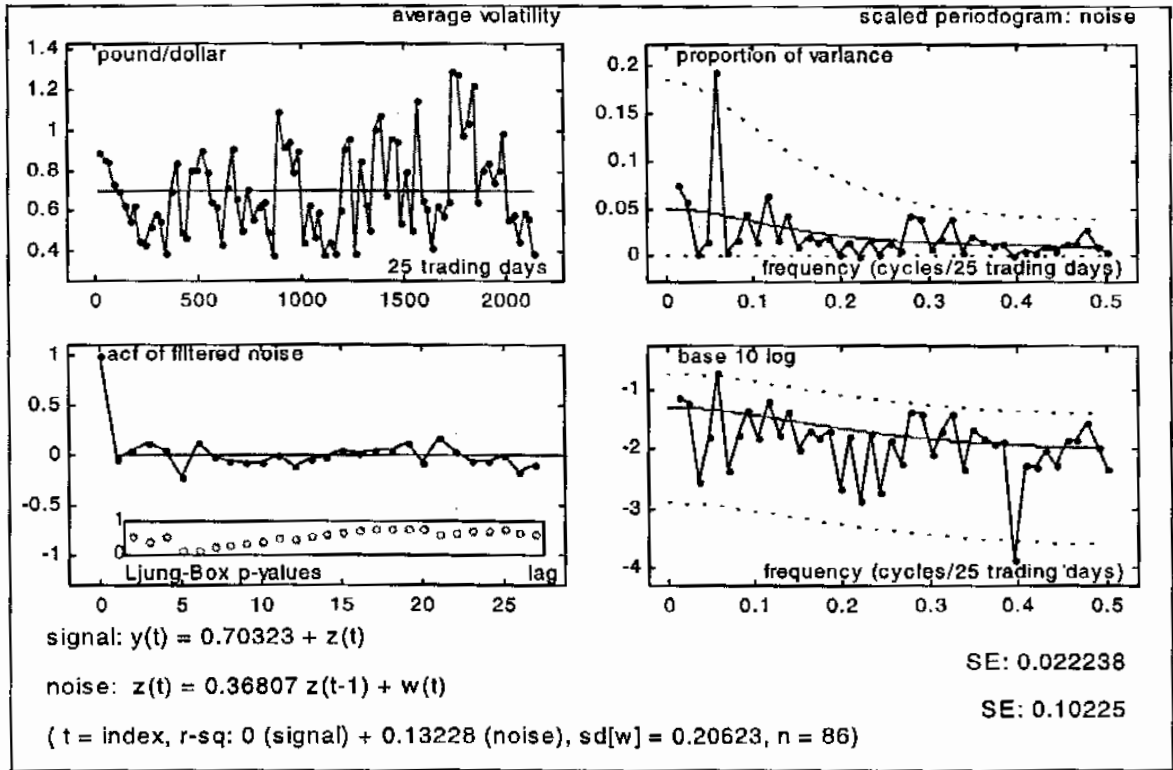 average volatility
pound/dollar
1.4
1.2
1
0.8
0.6
0.4
25 trading days
0 500 1000 1500 2000
scaled periodogram: noise
proportion of variance
0.2
0.15
0.1
0.05
0
frequency (cycles/25 trading days)
0 0.1 0.2 0.3 0.4 0.5
acf of filtered noise
1
0.5
0
-0.5
-1
1
0
Ljung-Box p-values lag
0 5 10 15 20 25
base 10 log
-1
-2
-3
-4
frequency (cycles/25 trading days)
0 0.1 0.2 0.3 0.4 0.5
signal: y(t) = 0.70323 + z(t)
SE: 0.022238
noise: z(t) = 0.36807 z(t-1) + w(t)
SE: 0.10225
( t = index, r-sq: 0 (signal) + 0.13228 (noise), sd[w] = 0.20623, n = 86)